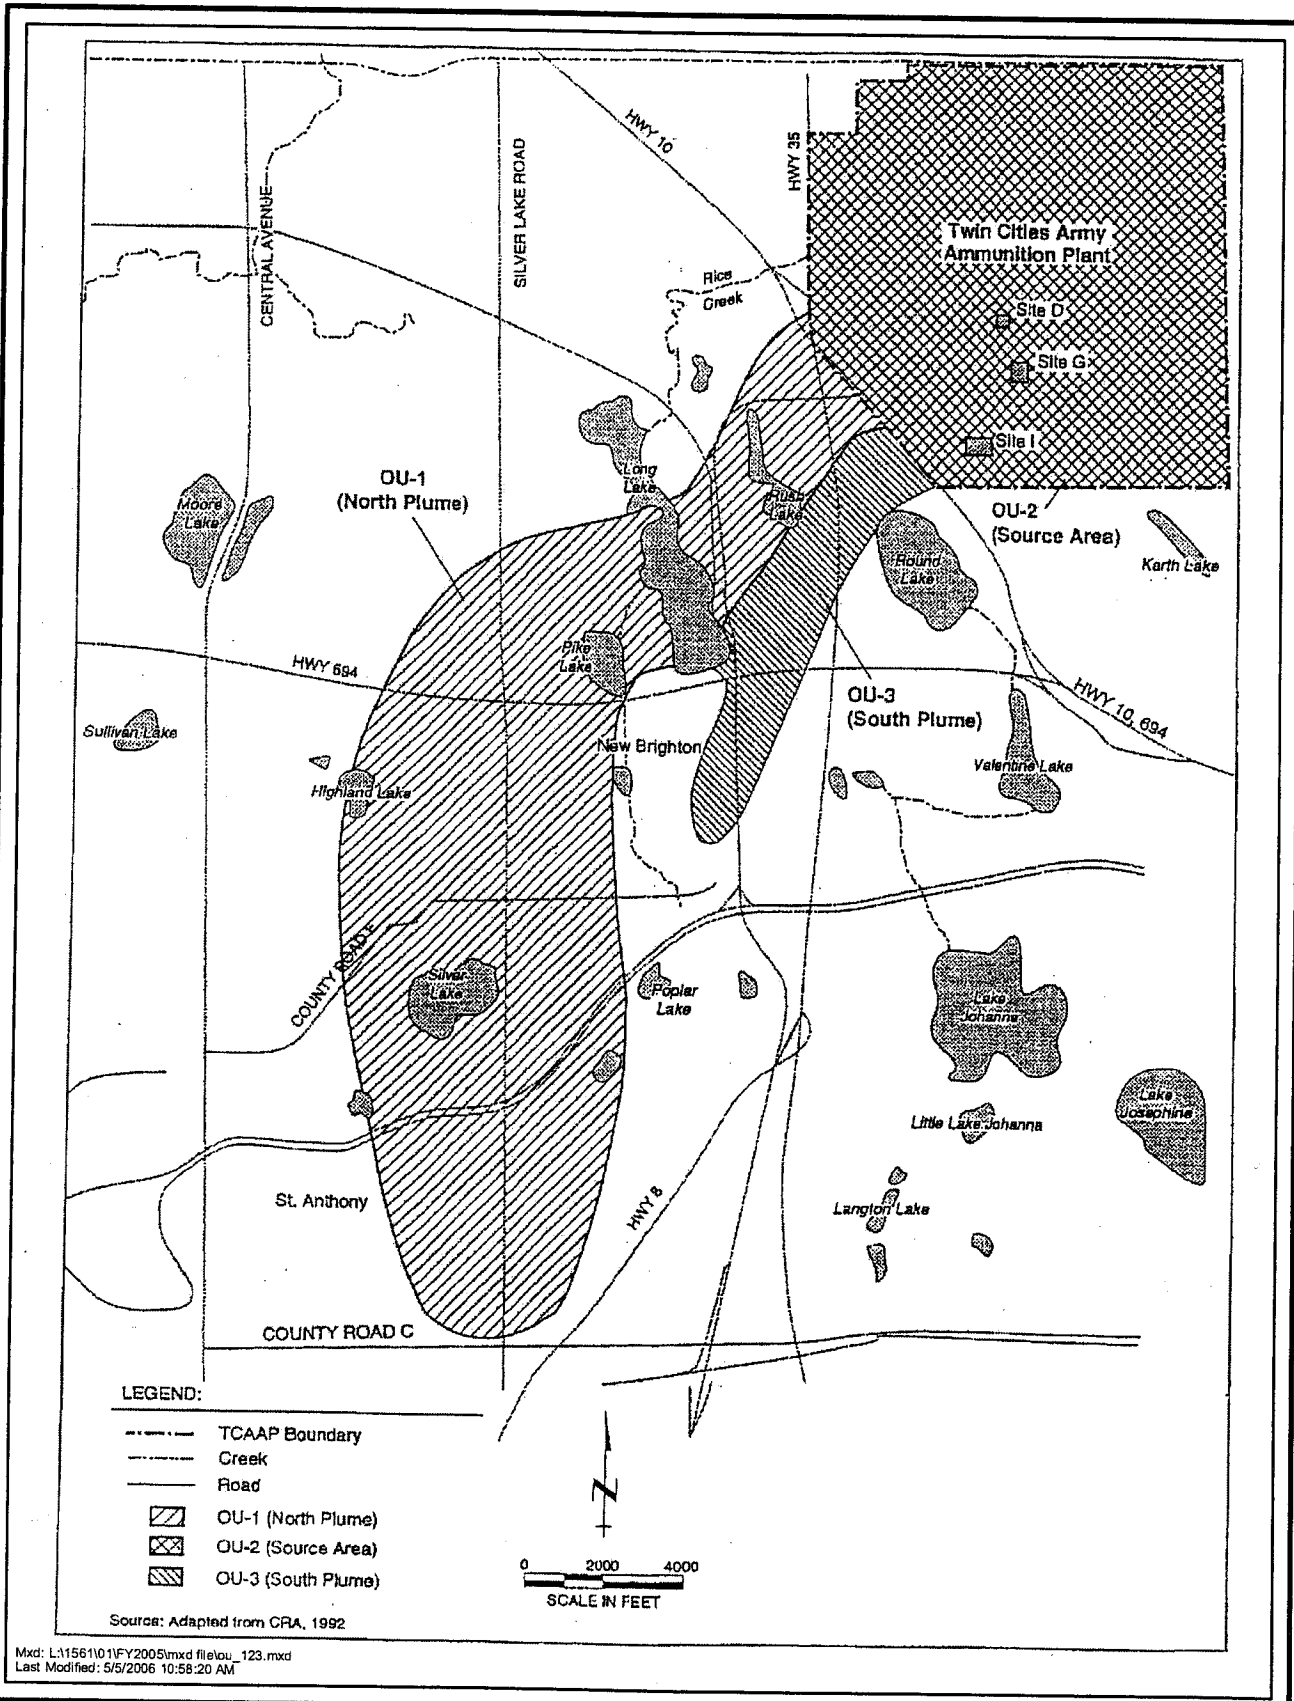 HWY 10
HWY 35
SILVER LAKE ROAD
CENTRAL AVENUE
Twin Cities Army
Ammunition Plant
Rice
Creek
Site D
Site G
Site I
Long
Lake
OU-1
(North Plume)
Moore
Lake
Rush
Lake
OU-2
(Source Area)
Round
Lake
Karth Lake
Pike
Lake
HWY 694
OU-3
(South Plume)
HWY 10, 694
Sullivan Lake
New Brighton
Valentine Lake
Highland Lake
COUNTY ROAD F
Silver
Lake
Poplar
Lake
Lake
Johanna
Lake
Josephine
Little Lake Johanna
St. Anthony
HWY 8
Langton Lake
COUNTY ROAD C
LEGEND:
TCAAP Boundary
Creek
Road
OU-1 (North Plume)
OU-2 (Source Area)
OU-3 (South Plume)
N
0 2000 4000
SCALE IN FEET
Source: Adapted from CRA, 1992
Mxd: L:\1561\01\FY2005\mxd file\ou_123.mxd
Last Modified: 5/5/2006 10:58:20 AM